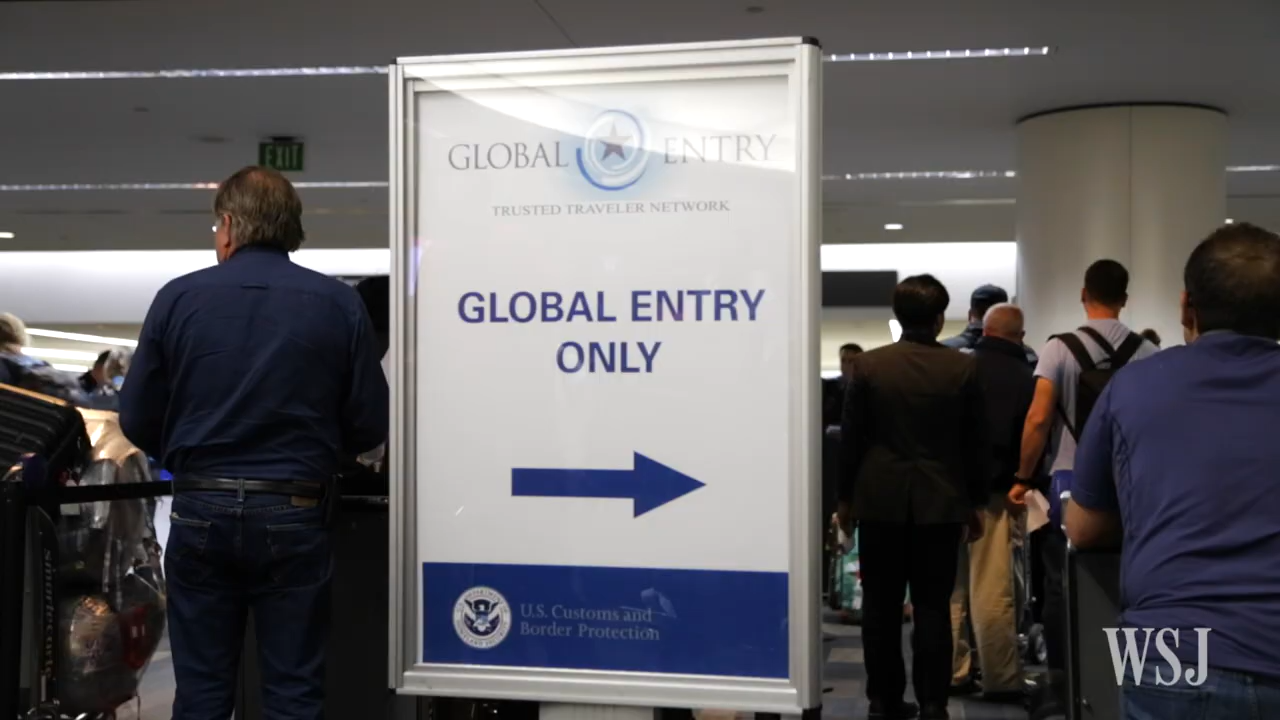 EXIT
GLOBAL ENTRY
TRUSTED TRAVELER NETWORK
GLOBAL ENTRY
ONLY
U.S. Customs and
Border Protection
WSJ